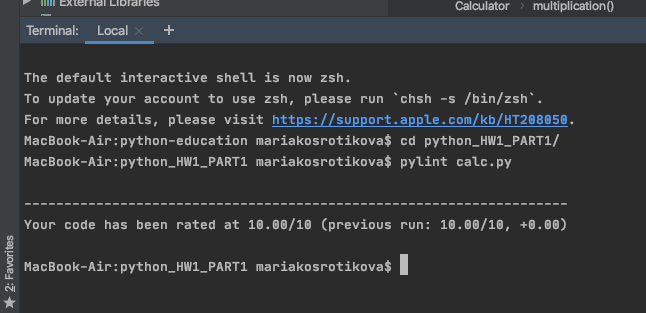 External Libraries
Calculator > multiplication()
Terminal: Local × +
The default interactive shell is now zsh.
To update your account to use zsh, please run `chsh -s /bin/zsh`.
For more details, please visit https://support.apple.com/kb/HT208050.
MacBook-Air:python-education mariakosrotikova$ cd python_HW1_PART1/
MacBook-Air:python_HW1_PART1 mariakosrotikova$ pylint calc.py
--------------------------------------------------------------------
Your code has been rated at 10.00/10 (previous run: 10.00/10, +0.00)
MacBook-Air:python_HW1_PART1 mariakosrotikova$
2: Favorites